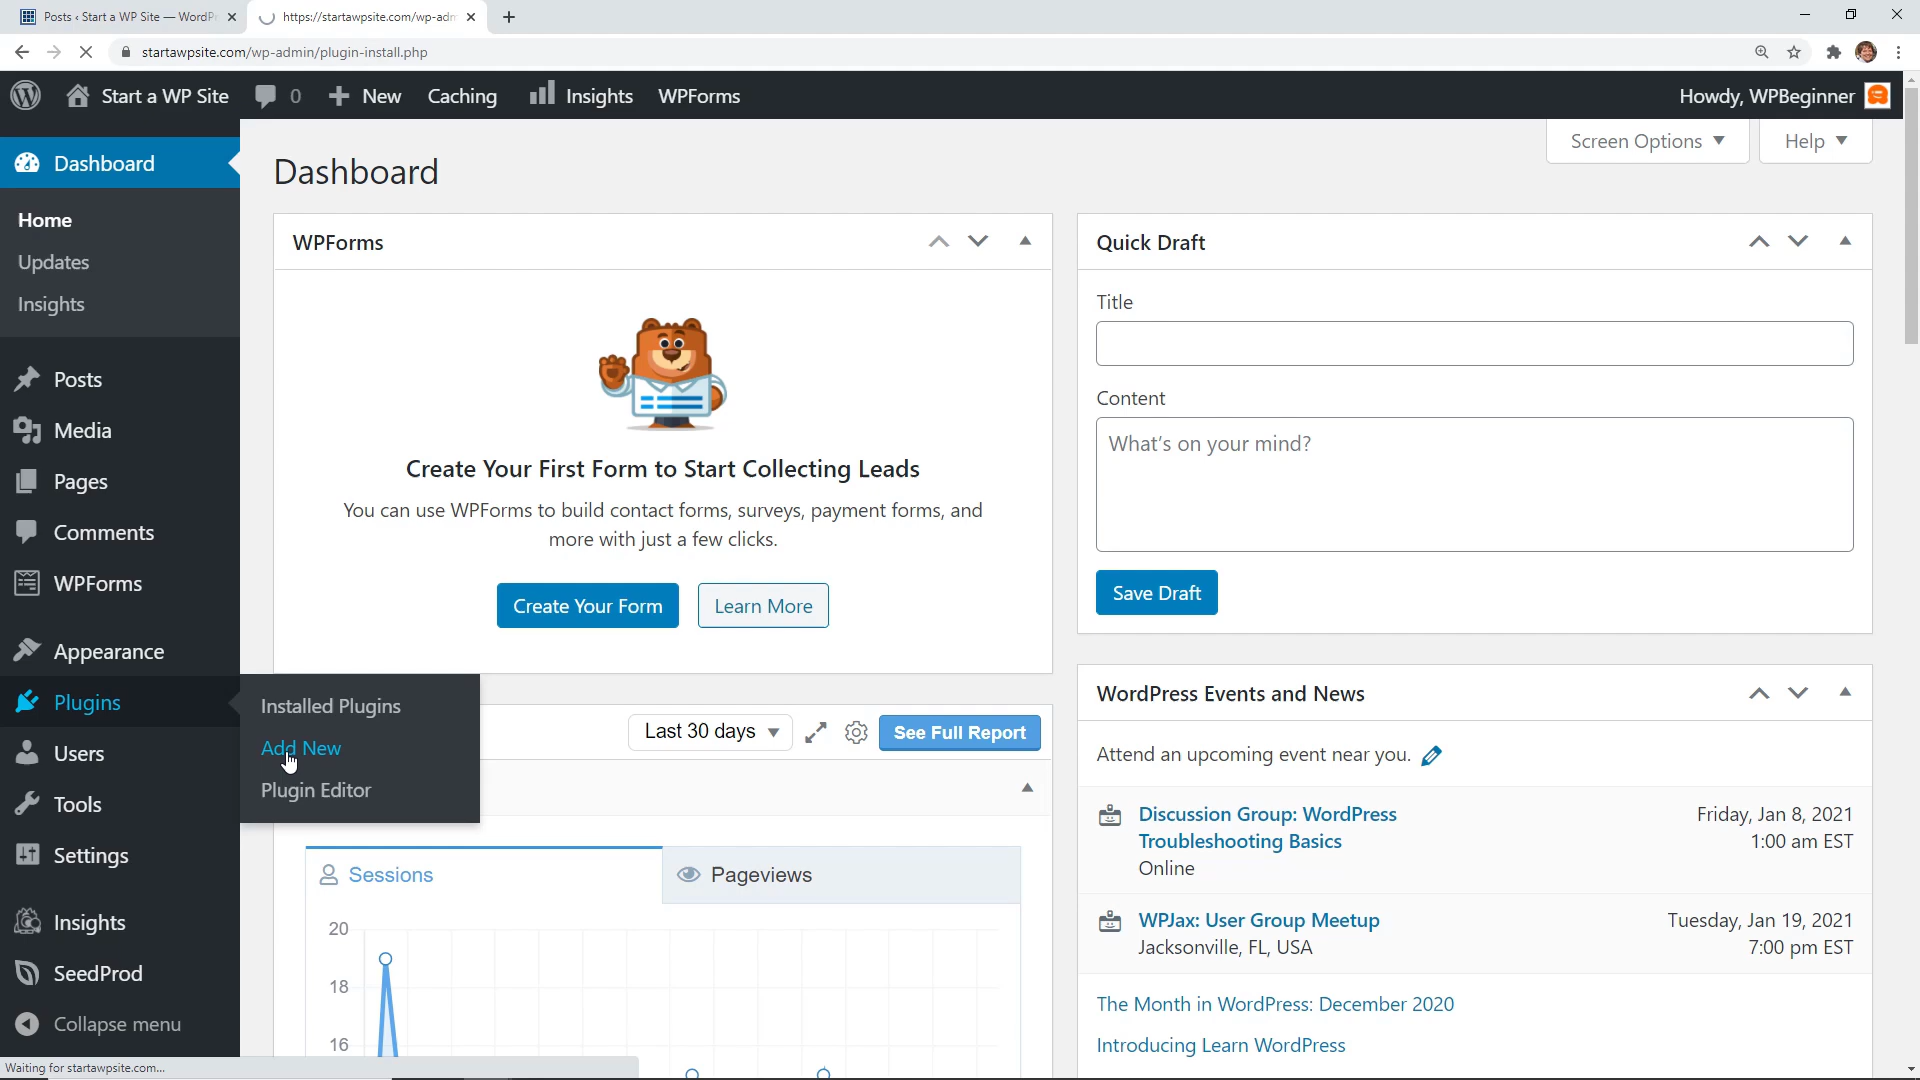 Posts ‹ Start a WP Site — WordP
https://startawpsite.com/wp-adm
startawpsite.com/wp-admin/plugin-install.php
Start a WP Site
0
New
Caching
Insights
WPForms
Howdy, WPBeginner
Dashboard
Home
Updates
Insights
Posts
Media
Pages
Comments
WPForms
Appearance
Plugins
Users
Tools
Settings
Insights
SeedProd
Collapse menu
Installed Plugins
Add New
Plugin Editor
Screen Options
Help
Dashboard
WPForms
Create Your First Form to Start Collecting Leads
You can use WPForms to build contact forms, surveys, payment forms, and
more with just a few clicks.
Create Your Form
Learn More
Last 30 days
See Full Report
Sessions
Pageviews
20
18
16
Quick Draft
Title
Content
What's on your mind?
Save Draft
WordPress Events and News
Attend an upcoming event near you.
Discussion Group: WordPress
Troubleshooting Basics
Online
Friday, Jan 8, 2021
1:00 am EST
WPJax: User Group Meetup
Jacksonville, FL, USA
Tuesday, Jan 19, 2021
7:00 pm EST
The Month in WordPress: December 2020
Introducing Learn WordPress
Waiting for startawpsite.com...